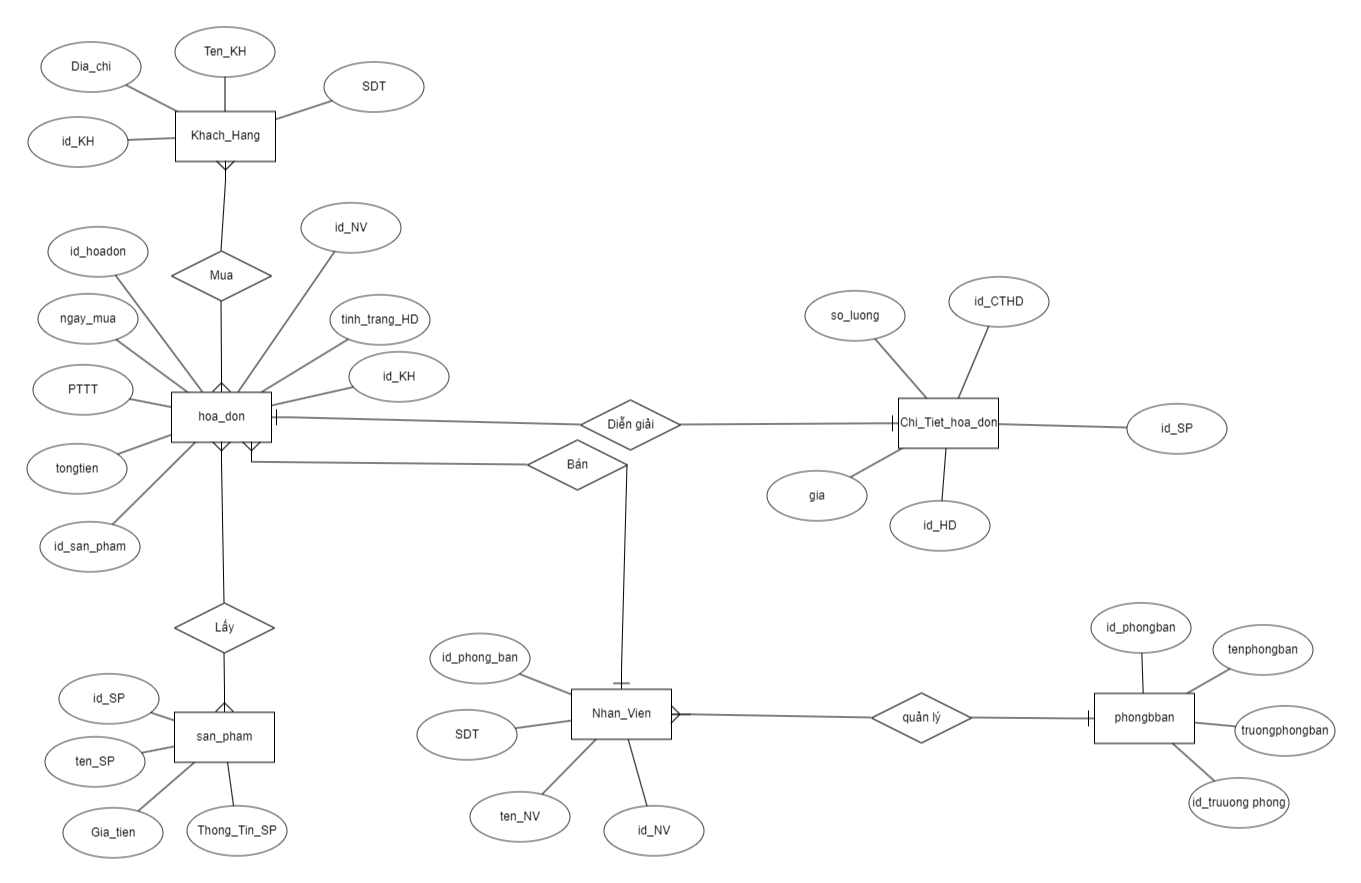 Ten_KH
Dia_chi
SDT
Khach_Hang
id_KH
id_NV
id_hoadon
Mua
ngay_mua
tinh_trang_HD
id_KH
PTTT
hoa_don
tongtien
id_san_pham
Diễn giải
Bán
so_luong
id_CTHD
Chi_Tiet_hoa_don
id_SP
gia
id_HD
Lấy
id_SP
san_pham
ten_SP
Gia_tien
Thong_Tin_SP
id_phong_ban
Nhan_Vien
SDT
ten_NV
id_NV
quản lý
id_phongban
tenphongban
phongbban
truongphongban
id_truuong phong